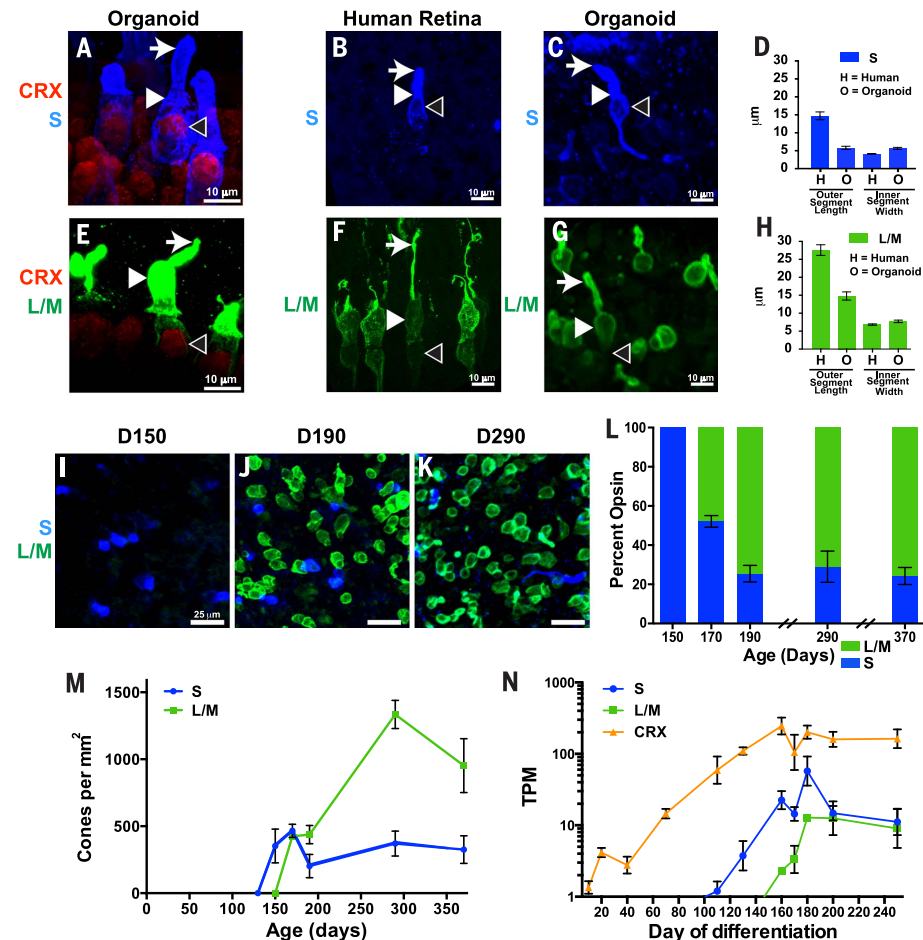 Organoid
Human Retina
Organoid
A
CRX
S
10 µm
B
S
10 µm
C
10 µm
D
S
H = Human
O = Organoid
µm
30
25
20
15
10
5
0
H O H O
Outer Segment Length
Inner Segment Width
E
CRX
L/M
10 µm
F
L/M
10 µm
G
L/M
10 µm
H
L/M
H = Human
O = Organoid
µm
30
25
20
15
10
5
0
H O H O
Outer Segment Length
Inner Segment Width
D150
D190
D290
I
S
L/M
25 µm
J
K
L
Percent Opsin
100
80
60
40
20
0
150 170 190 290 370
Age (Days)
L/M
S
M
S
L/M
Cones per mm²
1500
1000
500
0
0 50 100 150 200 250 300 350
Age (days)
N
S
L/M
CRX
TPM
1000
100
10
1
20 40 60 80 100 120 140 160 180 200 220 240
Day of differentiation